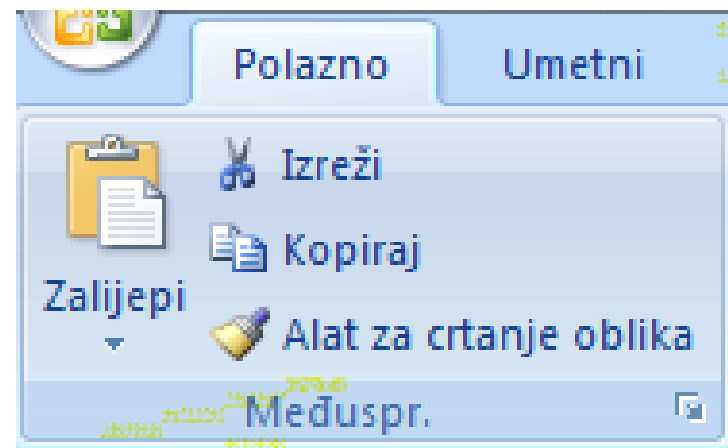 Polazno Umetni
Izreži
Kopiraj
Zalijepi
Alat za crtanje oblika
Međuspr.